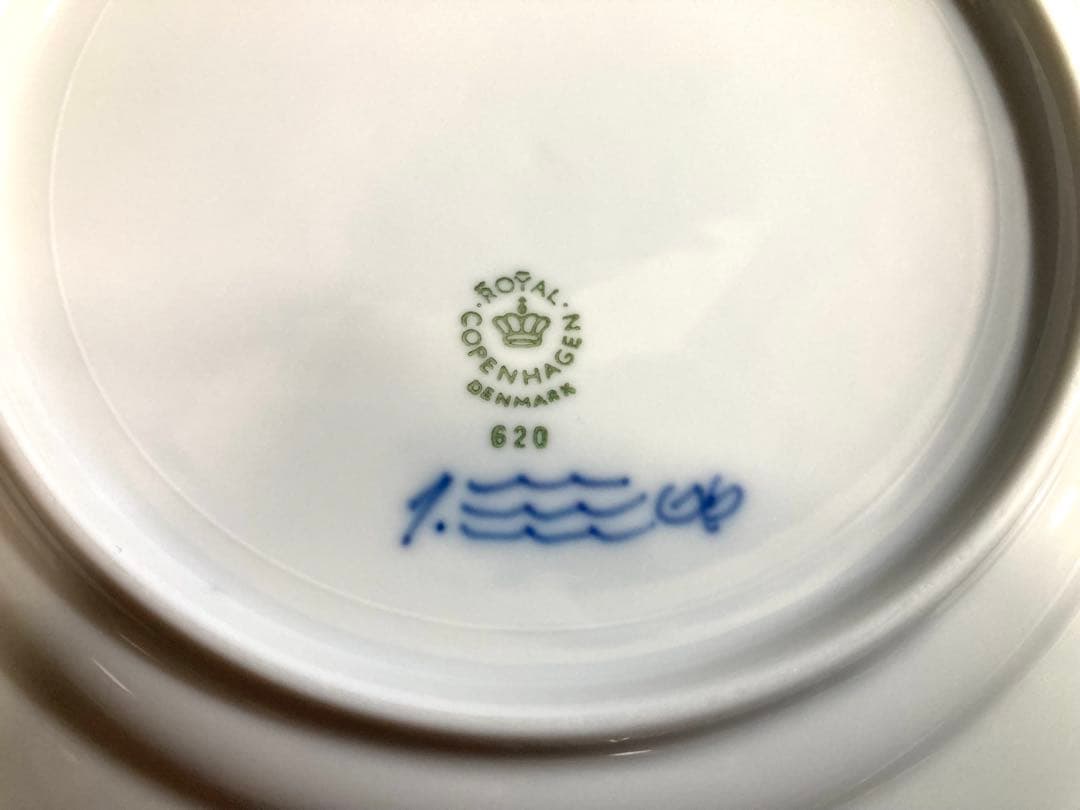 ROYAL
COPENHAGEN
DENMARK
620
1.